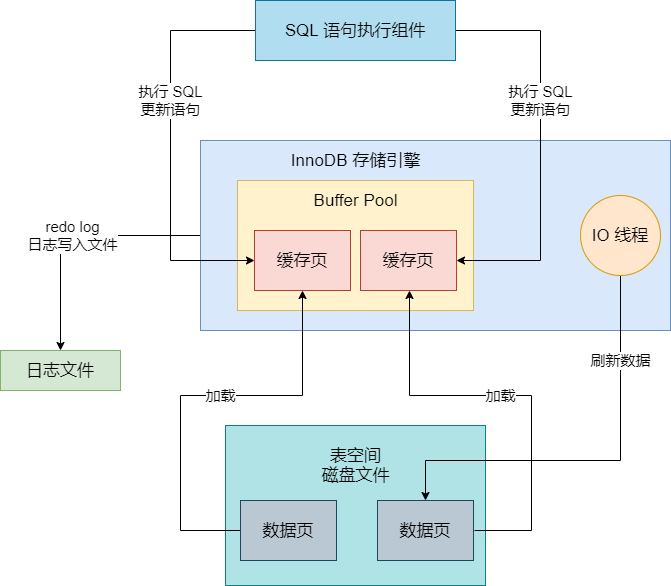 SQL 语句执行组件
执行 SQL
更新语句
执行 SQL
更新语句
InnoDB 存储引擎
Buffer Pool
缓存页
缓存页
IO 线程
redo log
日志写入文件
日志文件
刷新数据
加载
加载
表空间
磁盘文件
数据页
数据页